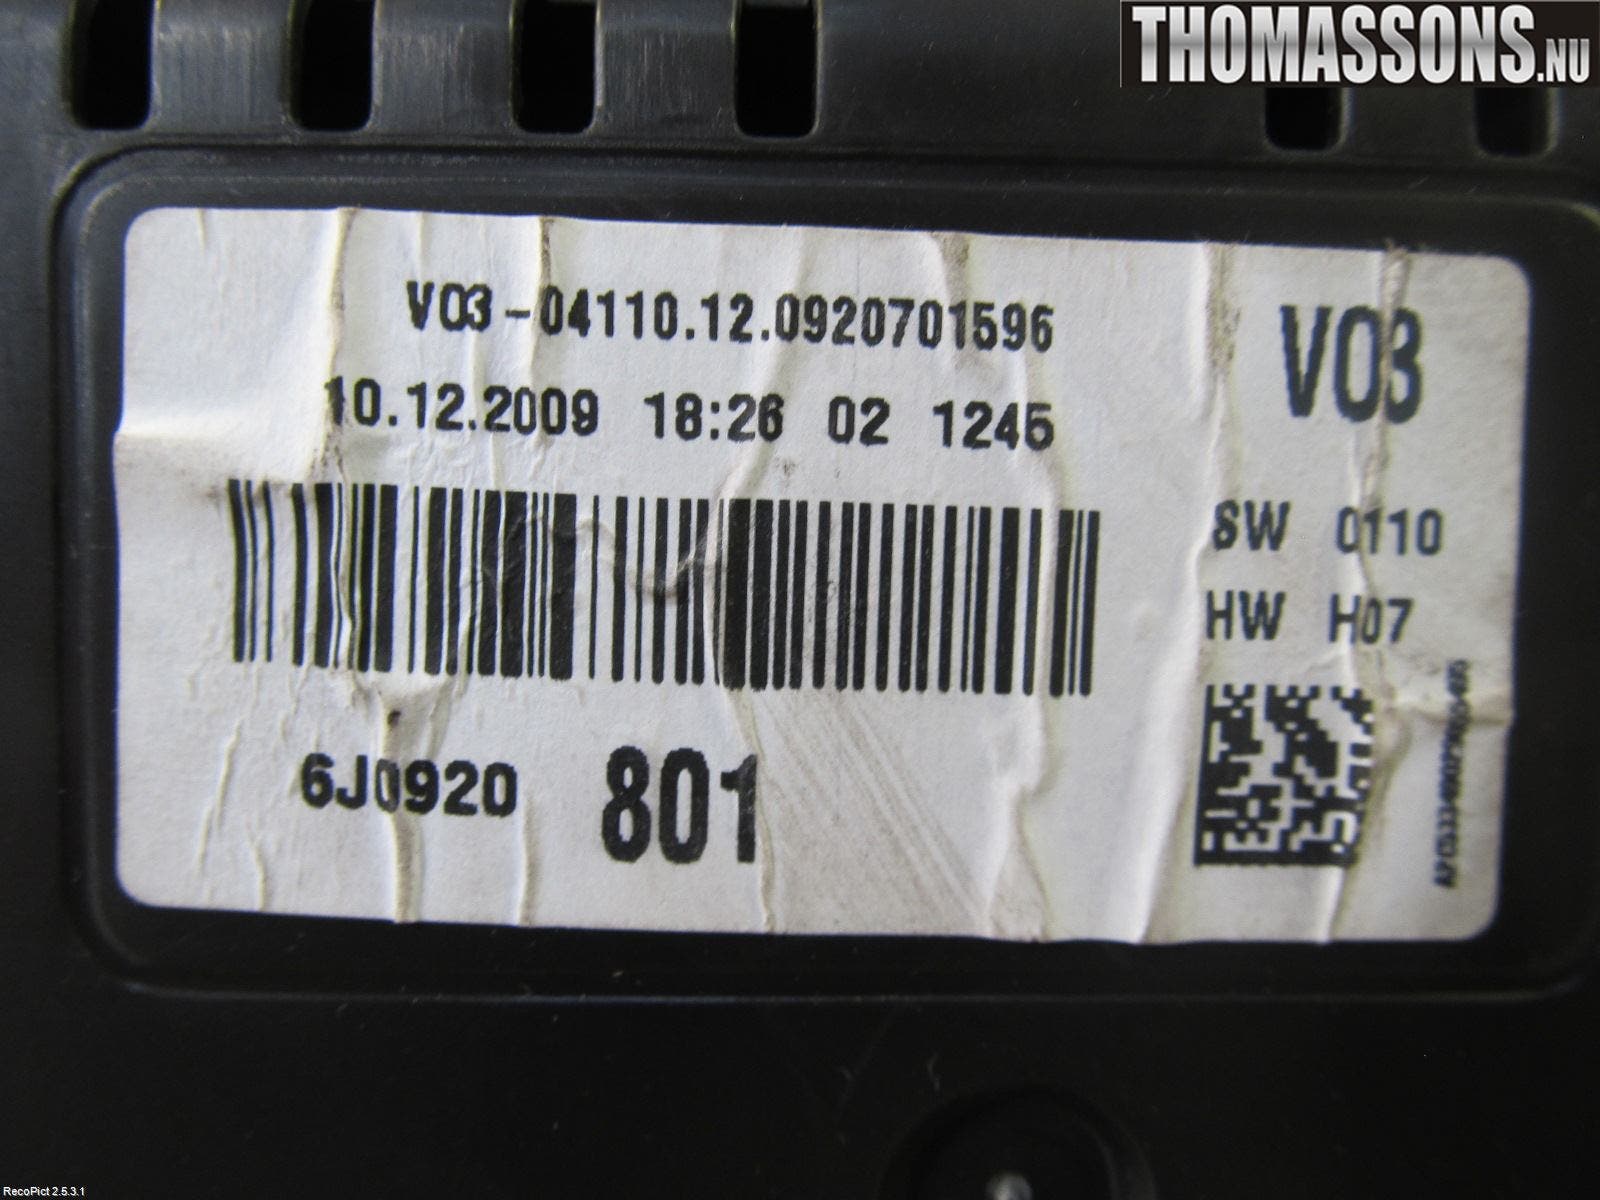 THOMASSONS.NU
V03-04110.12.0920701596
V03
10.12.2009 18:26 02 1245
SW 0110
HW H07
6J0920 801
RecoPict 2.5.3.1